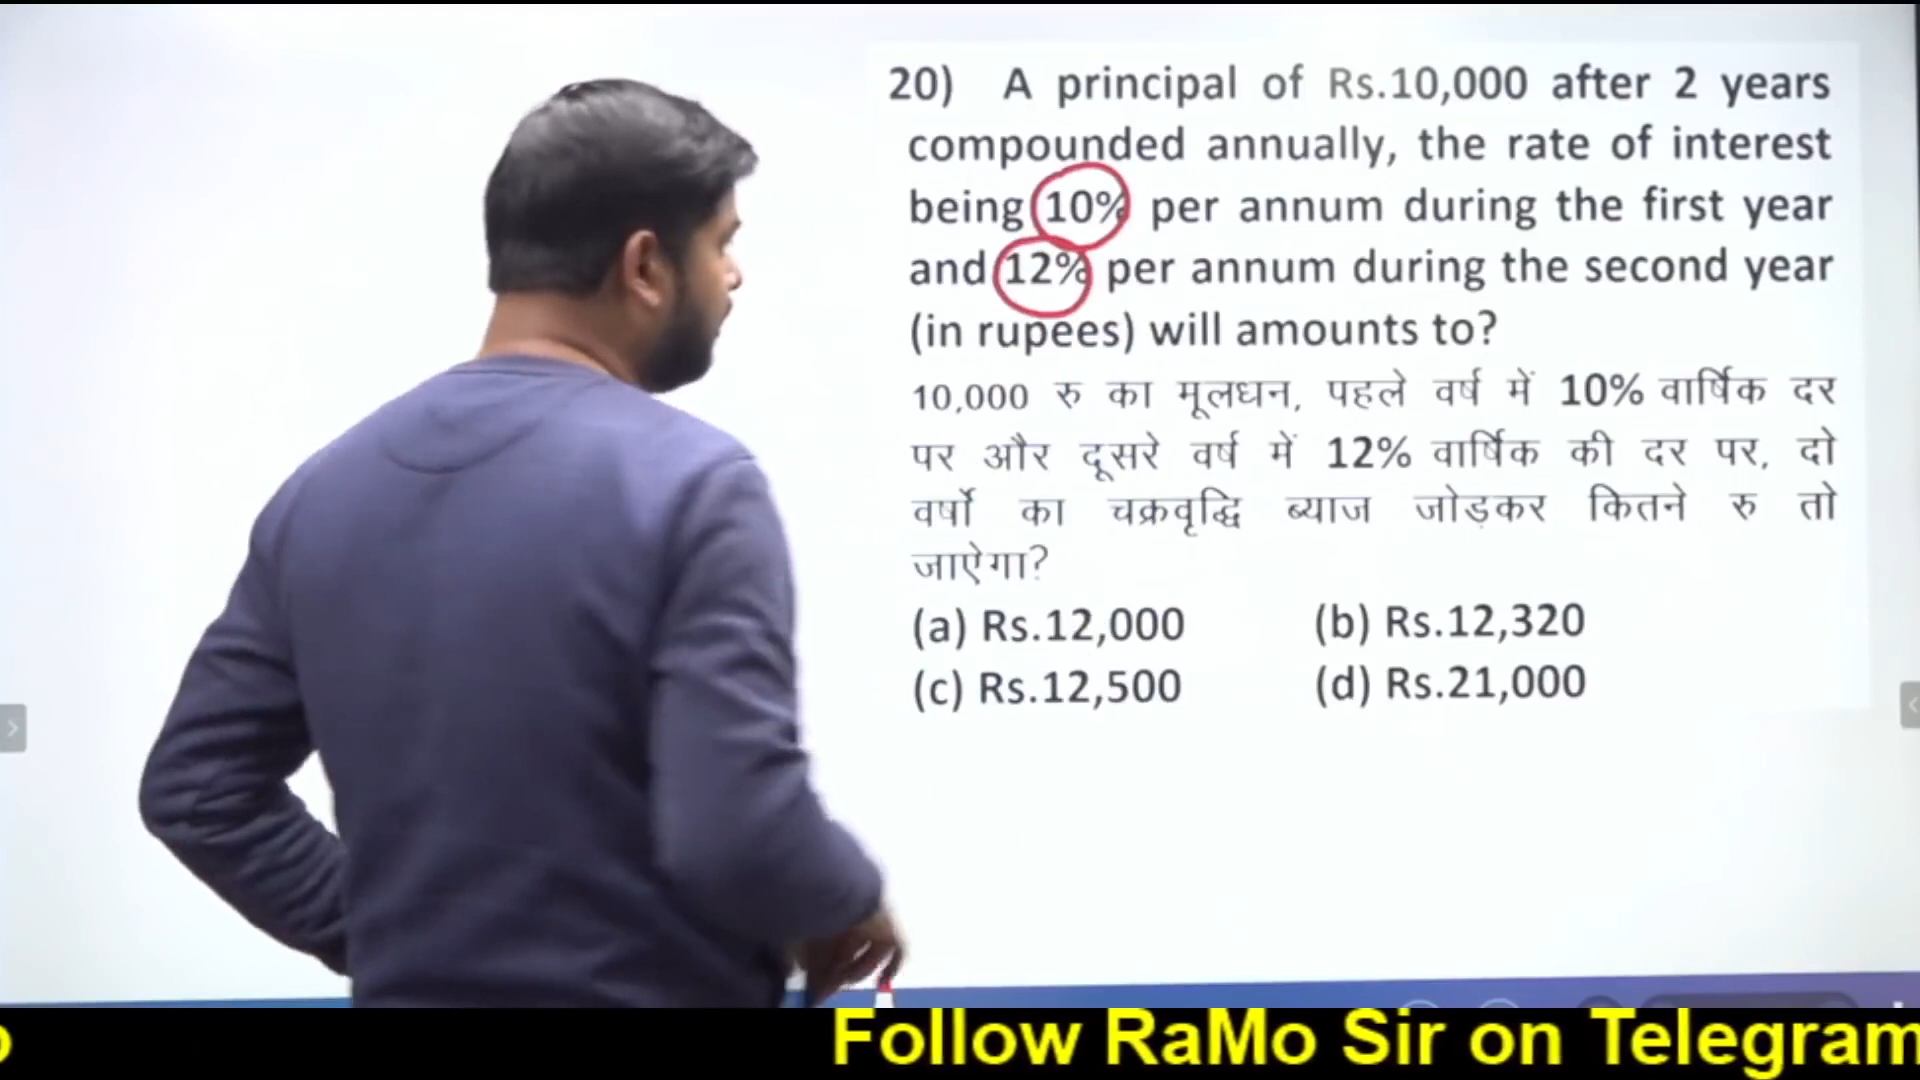 20) A principal of Rs.10,000 after 2 years
compounded annually, the rate of interest
being 10% per annum during the first year
and 12% per annum during the second year
(in rupees) will amounts to?
10,000 रु का मूलधन, पहले वर्ष में 10% वार्षिक दर
पर और दूसरे वर्ष में 12% वार्षिक की दर पर, दो
वर्षों का चक्रवृद्धि ब्याज जोड़कर कितने रु तो
जाऐगा?
(a) Rs.12,000 (b) Rs.12,320
(c) Rs.12,500 (d) Rs.21,000
Follow RaMo Sir on Telegram